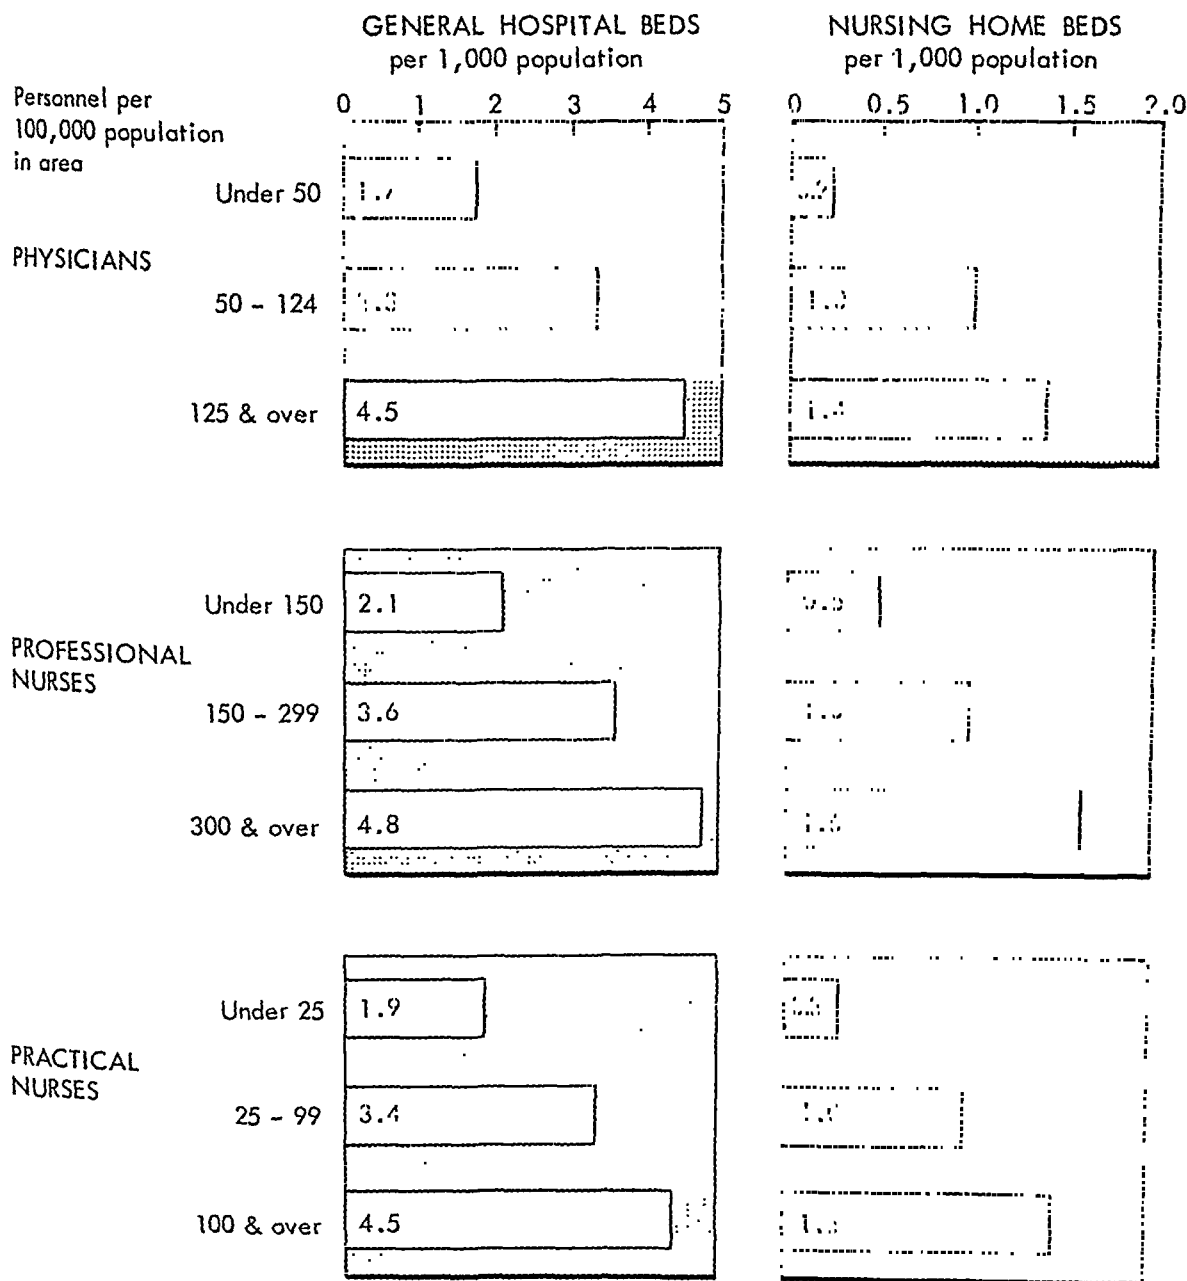 GENERAL HOSPITAL BEDS
per 1,000 population
NURSING HOME BEDS
per 1,000 population
Personnel per
100,000 population
in area
0 1 2 3 4 5
0 0.5 1.0 1.5 2.0
Under 50
PHYSICIANS
50 - 124
125 & over 4.5 1.4
Under 150 2.1
PROFESSIONAL
NURSES
150 - 299 3.6
300 & over 4.8
Under 25 1.9
PRACTICAL
NURSES
25 - 99 3.4
100 & over 4.5